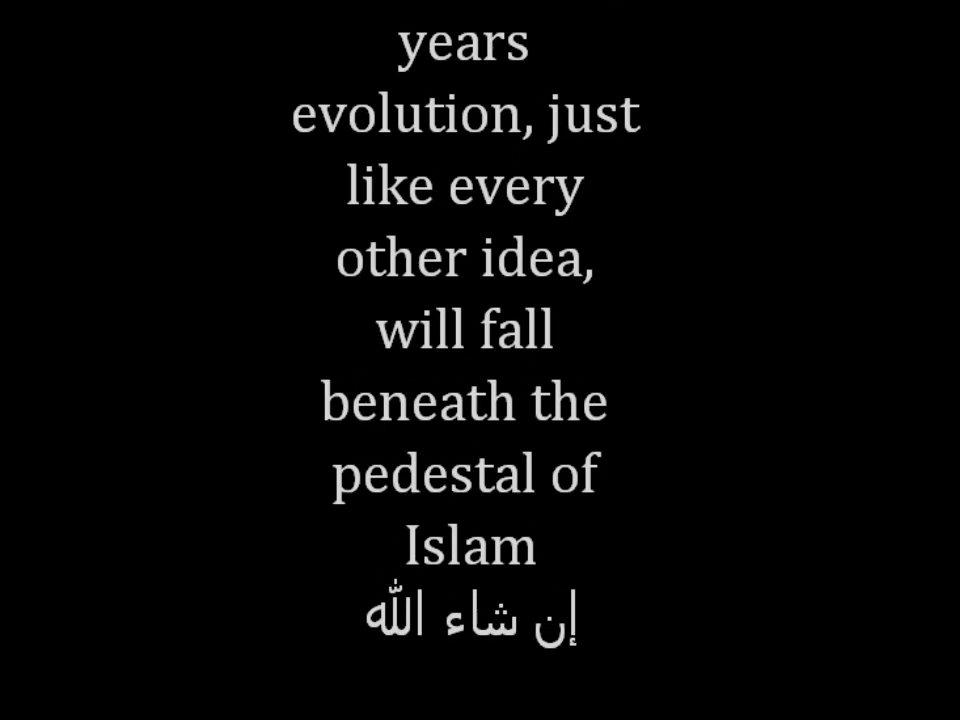 years
evolution, just
like every
other idea,
will fall
beneath the
pedestal of
Islam
إن شاء الله